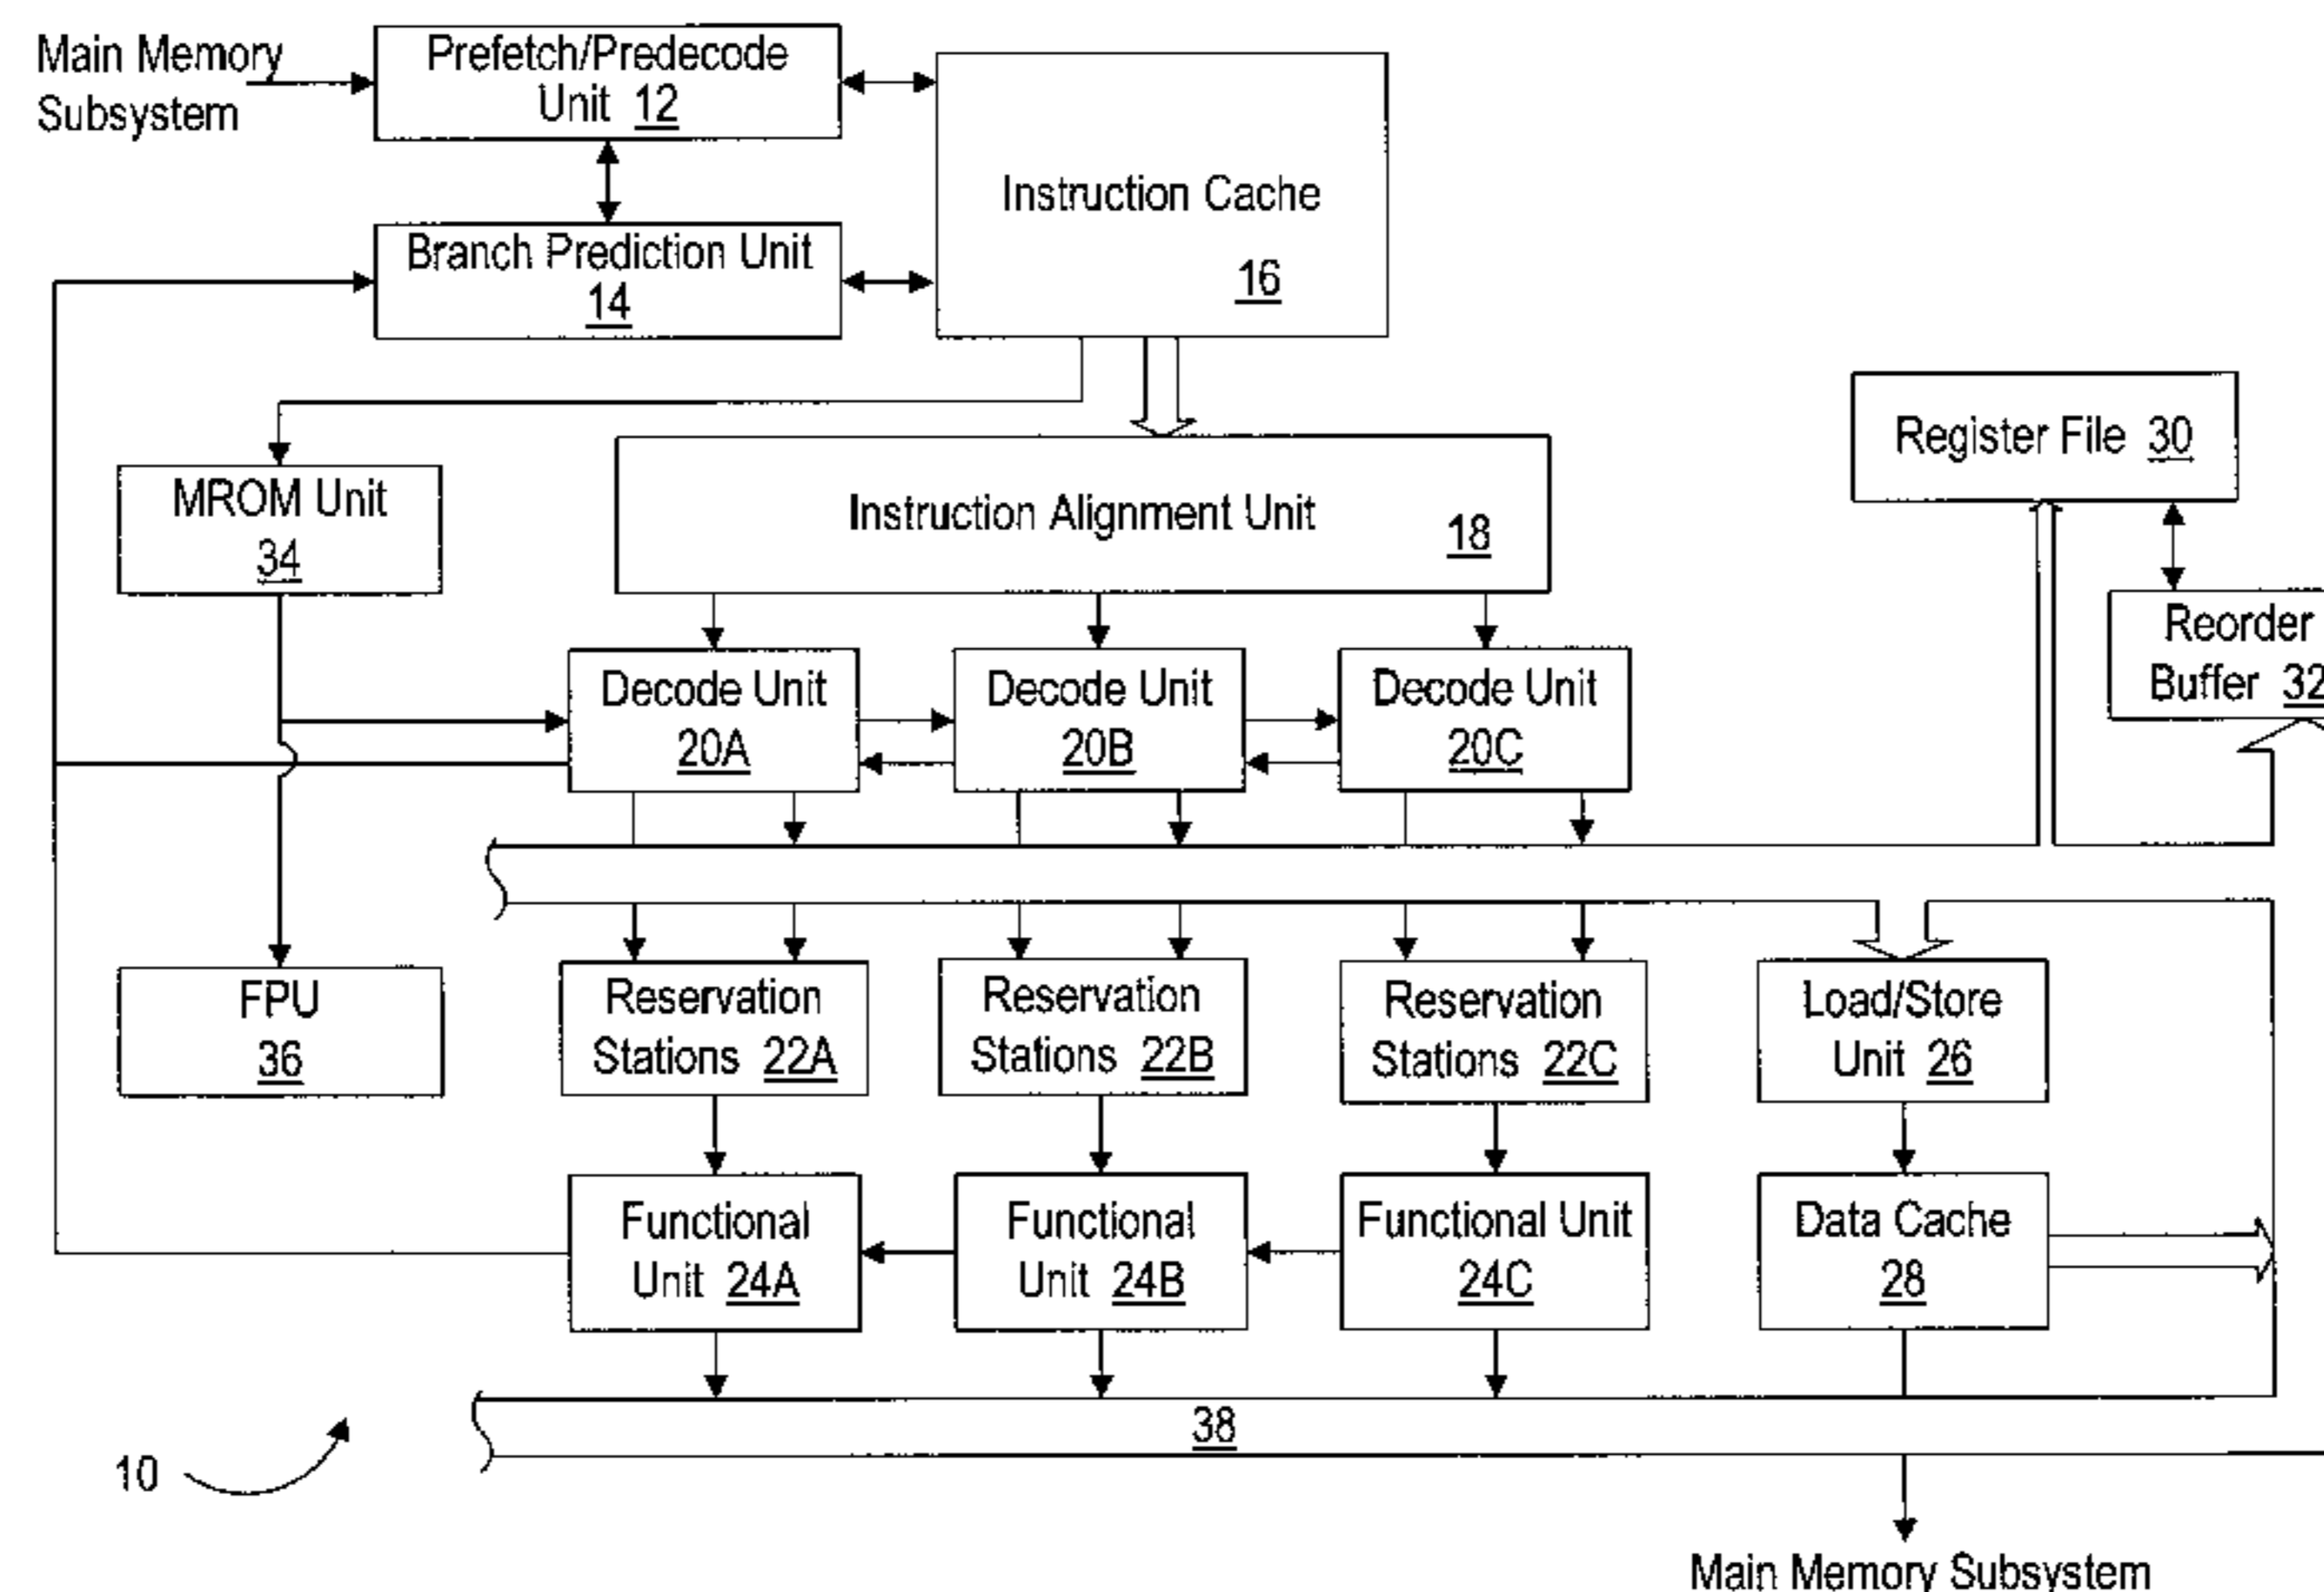 Main Memory
Subsystem
Prefetch/Predecode
Unit 12
Instruction Cache
16
Branch Prediction Unit
14
Register File 30
MROM Unit
34
Instruction Alignment Unit
18
Reorder
Buffer 32
Decode Unit
20A
Decode Unit
20B
Decode Unit
20C
FPU
36
Reservation
Stations 22A
Reservation
Stations 22B
Reservation
Stations 22C
Load/Store
Unit 26
Functional
Unit 24A
Functional
Unit 24B
Functional Unit
24C
Data Cache
28
38
10
Main Memory Subsystem